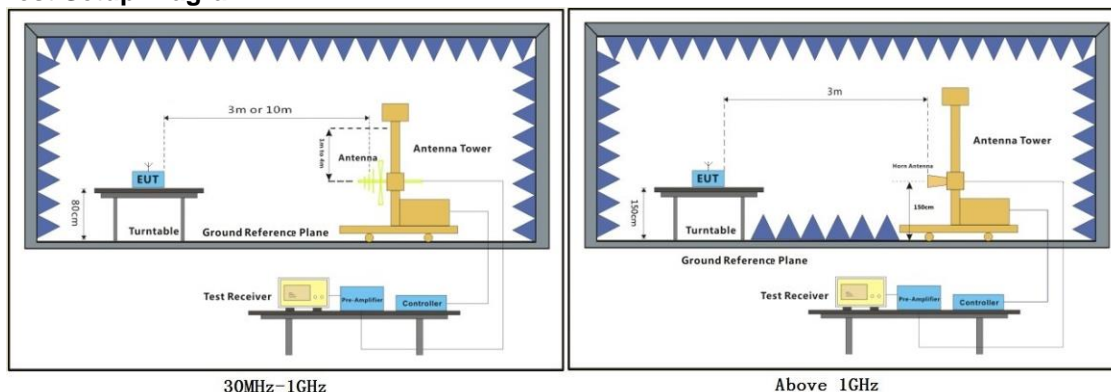 3m or 10m
1m to 4m
Antenna
Antenna Tower
EUT
80cm
Turntable
Ground Reference Plane
Test Receiver
Pre-Amplifier
Controller
30MHz-1GHz
3m
Horn Antenna
Antenna Tower
EUT
150cm
150cm
Turntable
Ground Reference Plane
Test Receiver
Pre-Amplifier
Controller
Above 1GHz